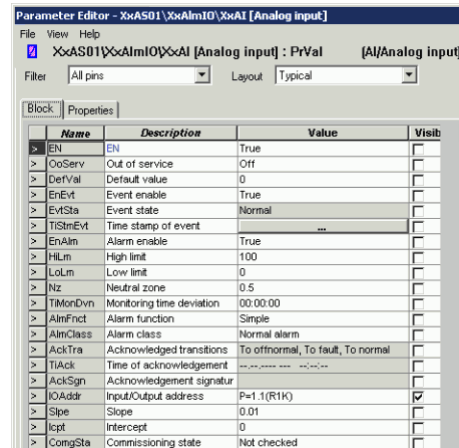 Parameter Editor - XxAS01\XxAlmIO\XxAI [Analog input]
File View Help
XxAS01\XxAlmIO\XxAI [Analog input] : PrVal [AI/Analog input]
Filter All pins Layout Typical
Block Properties
Name Description Value Visib
> EN EN True
> OoServ Out of service Off
> DefVal Default value 0
> EnEvt Event enable True
> EvtSta Event state Normal
> TiStmEvt Time stamp of event ...
> EnAlm Alarm enable True
> HiLm High limit 100
> LoLm Low limit 0
> Nz Neutral zone 0.5
> TiMonDvn Monitoring time deviation 00:00:00
> AlmFnct Alarm function Simple
> AlmClass Alarm class Normal alarm
> AckTra Acknowledged transitions To offnormal, To fault, To normal
> TiAck Time of acknowledgement --.--.---- --- --:--:--
> AckSgn Acknowledgement signatur
> IOAddr Input/Output address P=1.1(R1K)
> Slpe Slope 0.01
> Icpt Intercept 0
> ComgSta Commissioning state Not checked